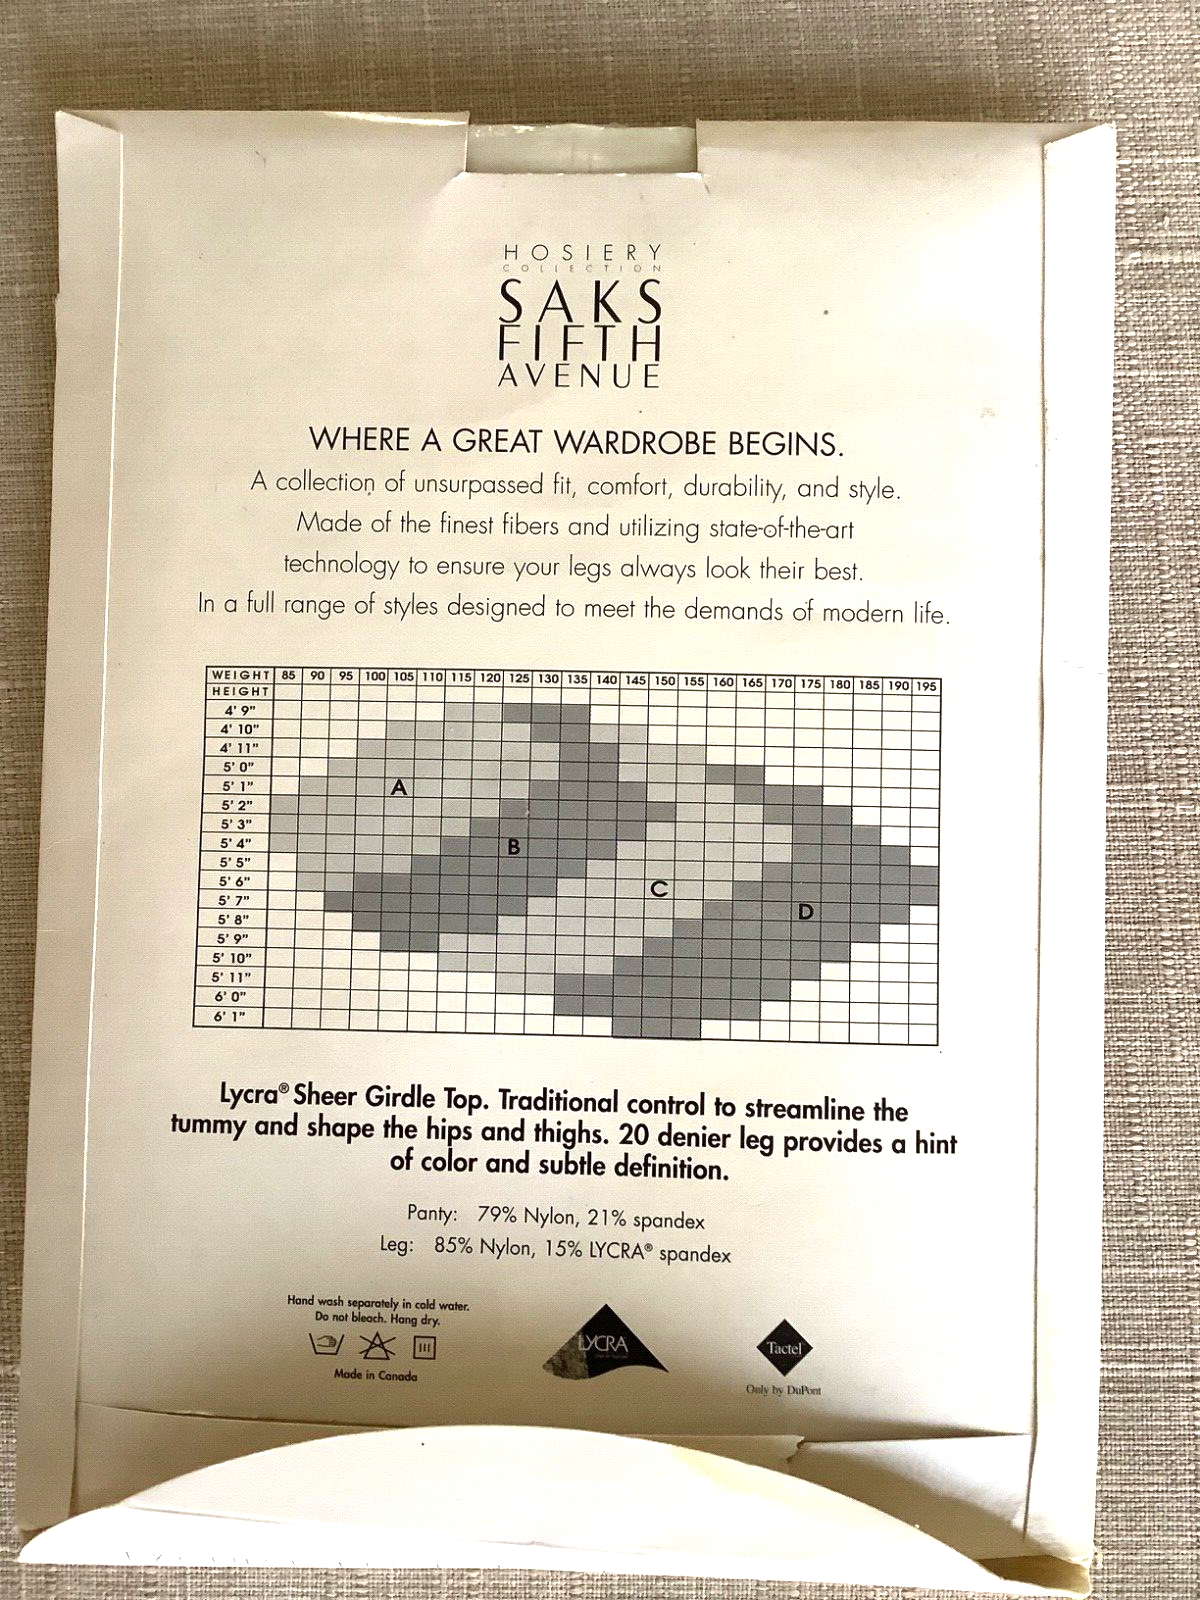 HOSIERY
COLLECTION
SAKS
FIFTH
AVENUE
WHERE A GREAT WARDROBE BEGINS.
A collection of unsurpassed fit, comfort, durability, and style.
Made of the finest fibers and utilizing state-of-the-art
technology to ensure your legs always look their best.
In a full range of styles designed to meet the demands of modern life.
WEIGHT 85 90 95 100 105 110 115 120 125 130 135 140 145 150 155 160 165 170 175 180 185 190 195
HEIGHT
4' 9"
4' 10"
4' 11"
5' 0"
5' 1" A
5' 2"
5' 3"
5' 4" B
5' 5"
5' 6" C
5' 7" D
5' 8"
5' 9"
5' 10"
5' 11"
6' 0"
6' 1"
Lycra® Sheer Girdle Top. Traditional control to streamline the
tummy and shape the hips and thighs. 20 denier leg provides a hint
of color and subtle definition.
Panty: 79% Nylon, 21% spandex
Leg: 85% Nylon, 15% LYCRA® spandex
Hand wash separately in cold water.
Do not bleach. Hang dry.
Made in Canada
LYCRA
Tactel
Only by DuPont